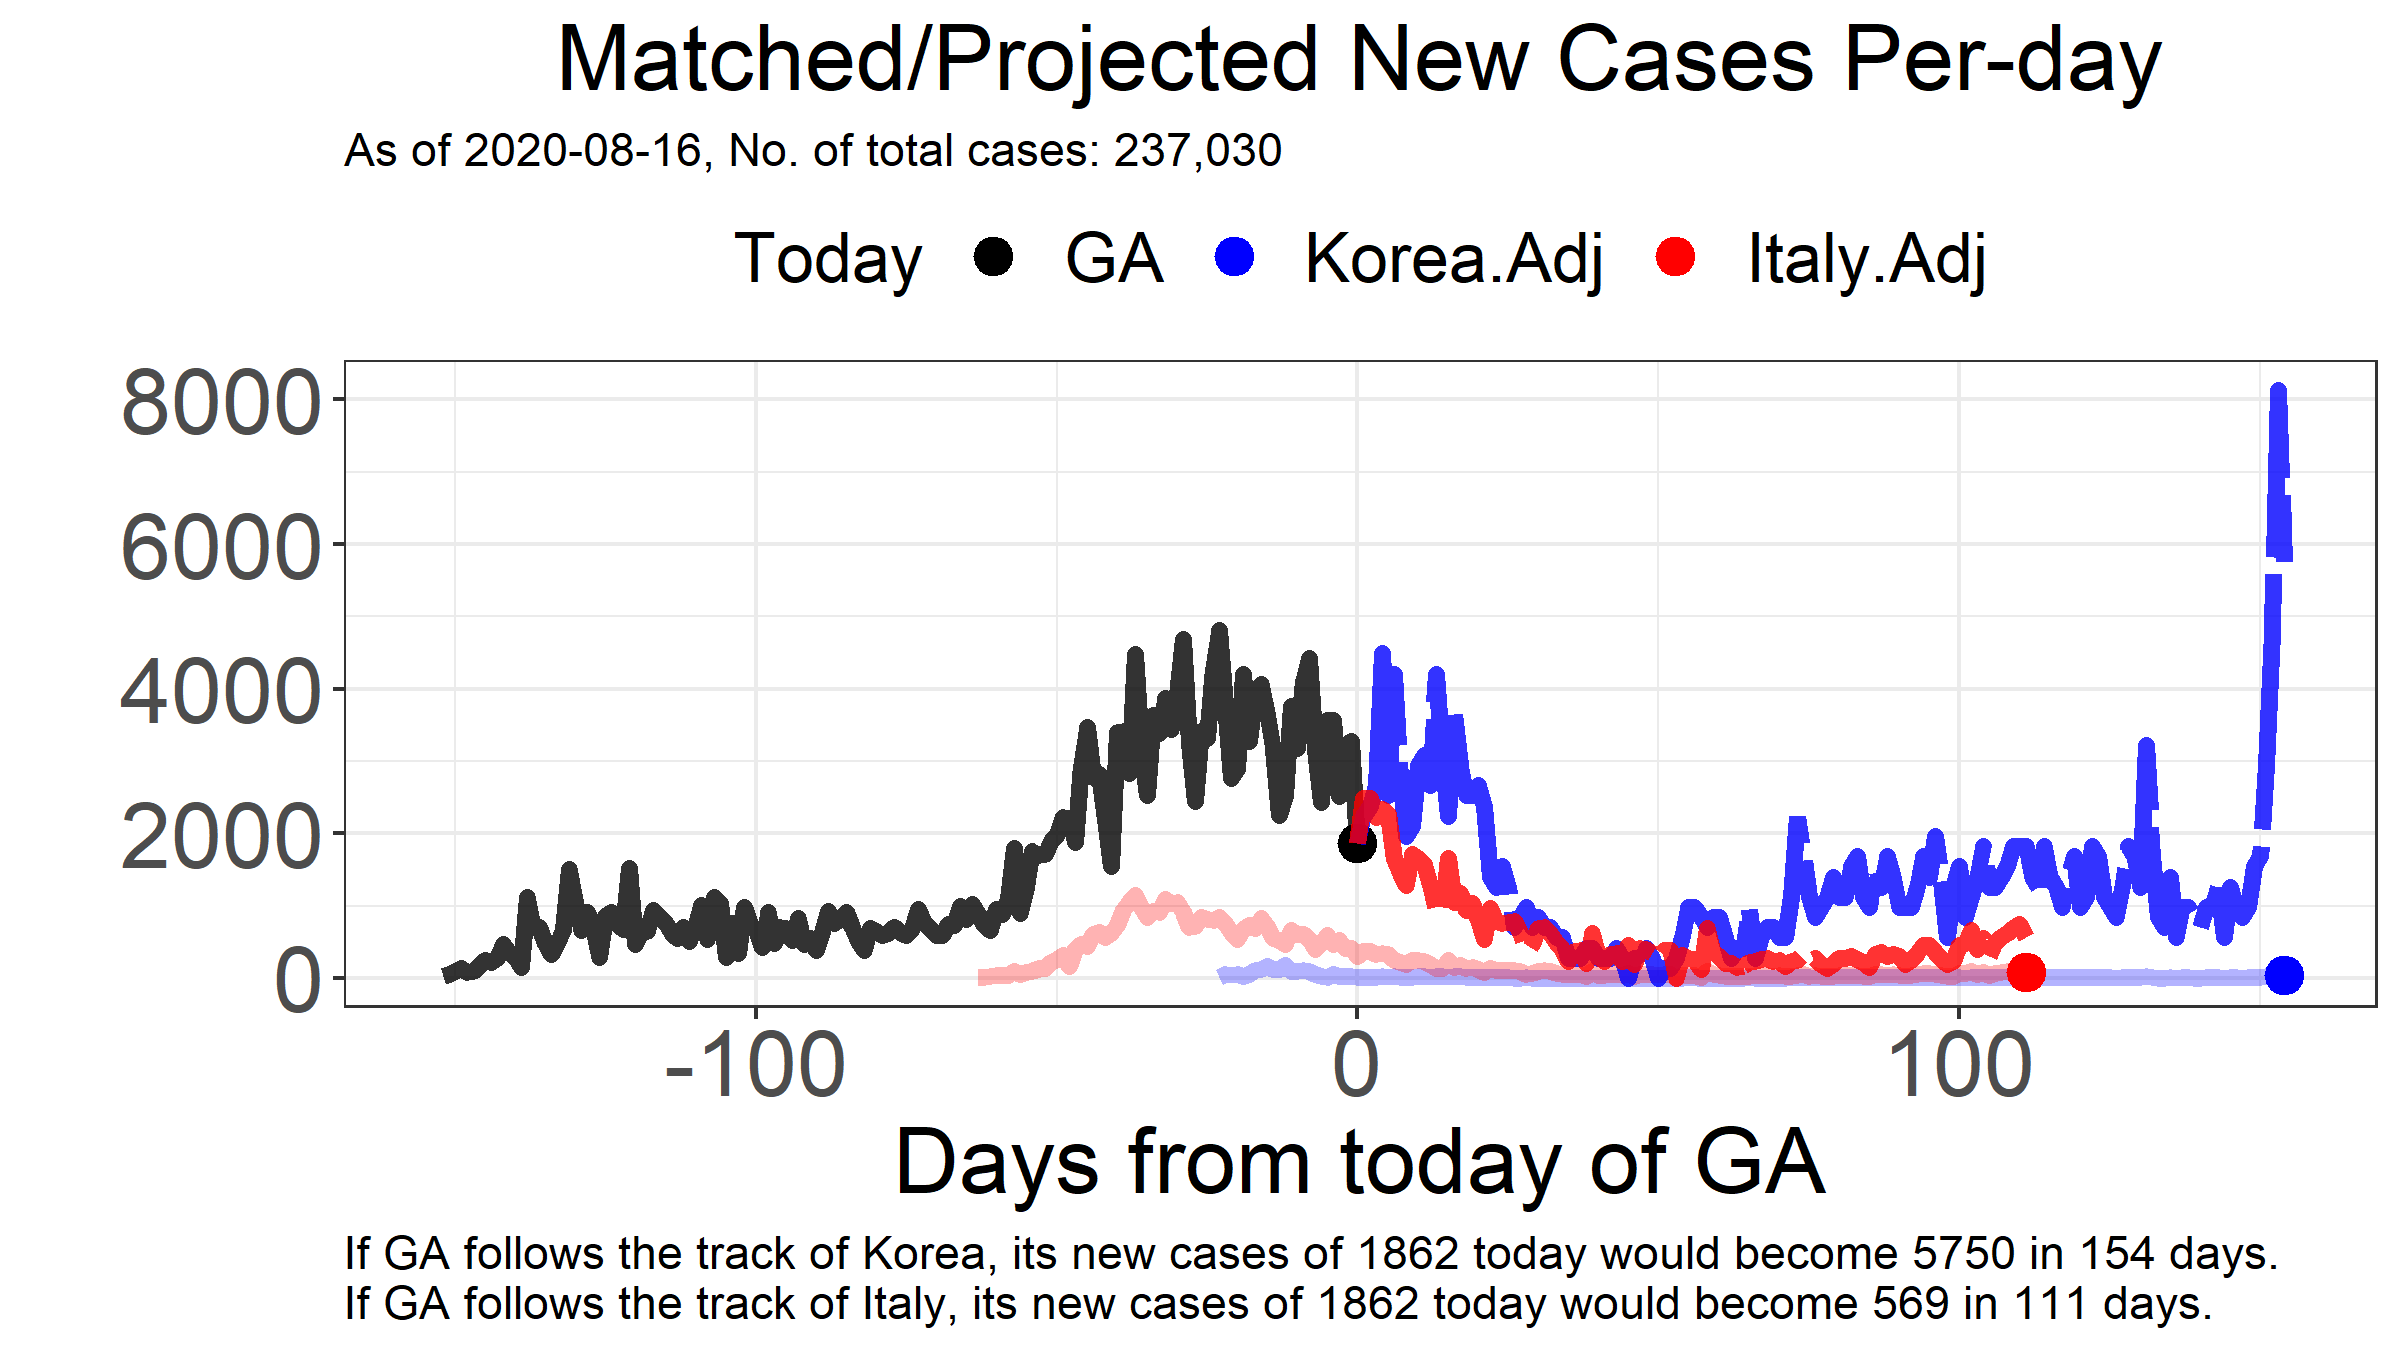 Matched/Projected New Cases Per-day
As of 2020-08-16, No. of total cases: 237,030
Today GA Korea.Adj Italy.Adj
8000
6000
4000
2000
0
-100 0 100
Days from today of GA
If GA follows the track of Korea, its new cases of 1862 today would become 5750 in 154 days.
If GA follows the track of Italy, its new cases of 1862 today would become 569 in 111 days.